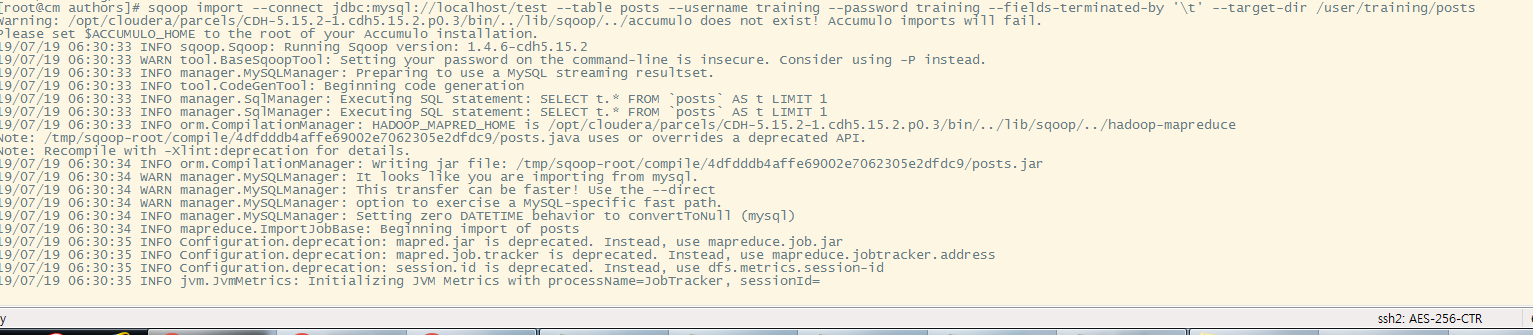 [root@cm authors]# sqoop import --connect jdbc:mysql://localhost/test --table posts --username training --password training --fields-terminated-by '\t' --target-dir /user/training/posts
Warning: /opt/cloudera/parcels/CDH-5.15.2-1.cdh5.15.2.p0.3/bin/../lib/sqoop/../accumulo does not exist! Accumulo imports will fail.
Please set $ACCUMULO_HOME to the root of your Accumulo installation.
19/07/19 06:30:33 INFO sqoop.Sqoop: Running Sqoop version: 1.4.6-cdh5.15.2
19/07/19 06:30:33 WARN tool.BaseSqoopTool: Setting your password on the command-line is insecure. Consider using -P instead.
19/07/19 06:30:33 INFO manager.MySQLManager: Preparing to use a MySQL streaming resultset.
19/07/19 06:30:33 INFO tool.CodeGenTool: Beginning code generation
19/07/19 06:30:33 INFO manager.SqlManager: Executing SQL statement: SELECT t.* FROM `posts` AS t LIMIT 1
19/07/19 06:30:33 INFO manager.SqlManager: Executing SQL statement: SELECT t.* FROM `posts` AS t LIMIT 1
19/07/19 06:30:33 INFO orm.CompilationManager: HADOOP_MAPRED_HOME is /opt/cloudera/parcels/CDH-5.15.2-1.cdh5.15.2.p0.3/bin/../lib/sqoop/../hadoop-mapreduce
Note: /tmp/sqoop-root/compile/4dfdddb4affe69002e7062305e2dfdc9/posts.java uses or overrides a deprecated API.
Note: Recompile with -Xlint:deprecation for details.
19/07/19 06:30:34 INFO orm.CompilationManager: Writing jar file: /tmp/sqoop-root/compile/4dfdddb4affe69002e7062305e2dfdc9/posts.jar
19/07/19 06:30:34 WARN manager.MySQLManager: It looks like you are importing from mysql.
19/07/19 06:30:34 WARN manager.MySQLManager: This transfer can be faster! Use the --direct
19/07/19 06:30:34 WARN manager.MySQLManager: option to exercise a MySQL-specific fast path.
19/07/19 06:30:34 INFO manager.MySQLManager: Setting zero DATETIME behavior to convertToNull (mysql)
19/07/19 06:30:34 INFO mapreduce.ImportJobBase: Beginning import of posts
19/07/19 06:30:35 INFO Configuration.deprecation: mapred.jar is deprecated. Instead, use mapreduce.job.jar
19/07/19 06:30:35 INFO Configuration.deprecation: mapred.job.tracker is deprecated. Instead, use mapreduce.jobtracker.address
19/07/19 06:30:35 INFO Configuration.deprecation: session.id is deprecated. Instead, use dfs.metrics.session-id
19/07/19 06:30:35 INFO jvm.JvmMetrics: Initializing JVM Metrics with processName=JobTracker, sessionId=
y ssh2: AES-256-CTR